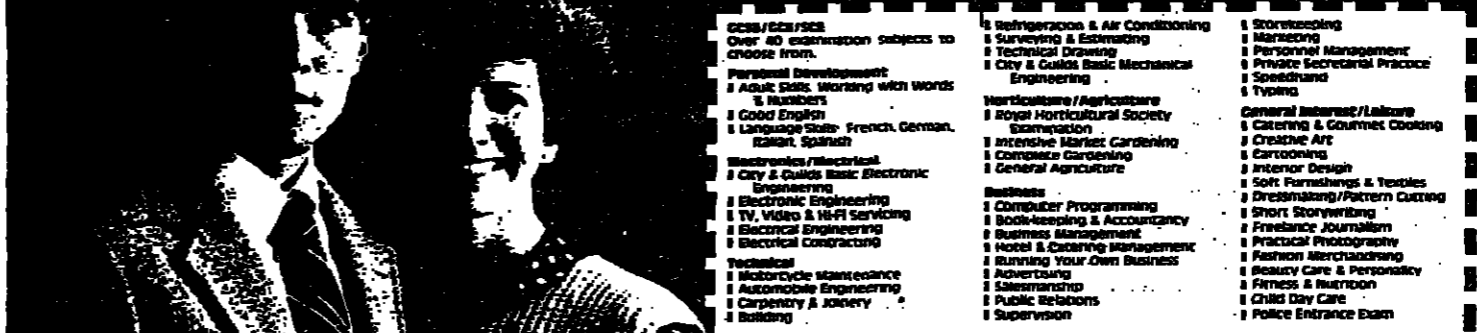 GCSE/GCE/SCE
Over 40 examination subjects to
choose from.
Personal Development
Adult Skills. Working with Words
& Numbers
Good English
Language Skills- French, German,
Italian, Spanish
Electronics/Electrical
City & Guilds Basic Electronic
Engineering
Electronic Engineering
TV, Video & Hi-Fi Servicing
Electrical Engineering
Electrical Contracting
Technical
Motorcycle Maintenance
Automobile Engineering
Carpentry & Joinery
Building
Refrigeration & Air Conditioning
Surveying & Estimating
Technical Drawing
City & Guilds Basic Mechanical
Engineering
Horticulture/Agriculture
Royal Horticultural Society
Examination
Intensive Market Gardening
Complete Gardening
General Agriculture
Business
Computer Programming
Book-keeping & Accountancy
Business Management
Hotel & Catering Management
Running Your Own Business
Advertising
Salesmanship
Public Relations
Supervision
Storekeeping
Marketing
Personnel Management
Private Secretarial Practice
Speedhand
Typing
General Interest/Leisure
Catering & Gourmet Cooking
Creative Art
Cartooning
Interior Design
Soft Furnishings & Textiles
Dressmaking/Pattern Cutting
Short Storywriting
Freelance Journalism
Practical Photography
Fashion Merchandising
Beauty Care & Personality
Fitness & Nutrition
Child Day Care
Police Entrance Exam